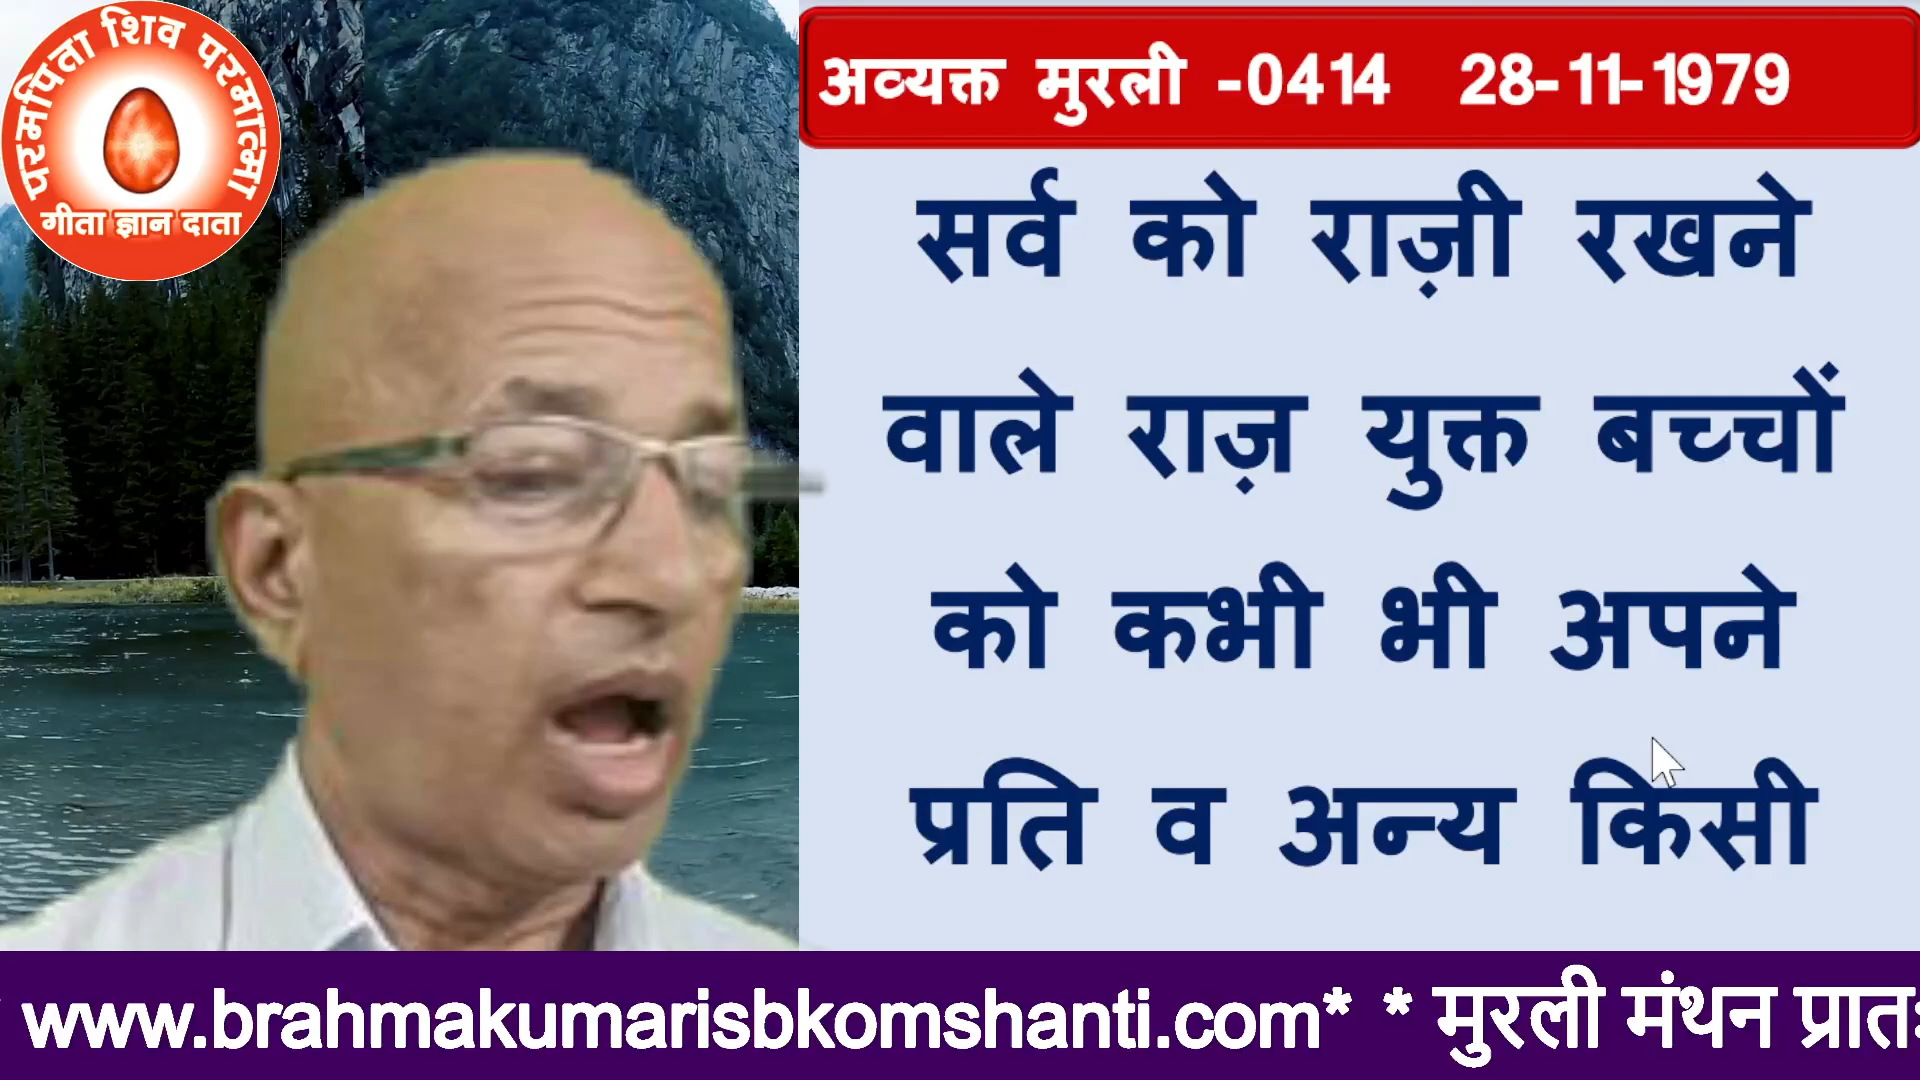 परमपिता शिव परमात्मा
गीता ज्ञान दाता
अव्यक्त मुरली -0414 28-11-1979
सर्व को राज़ी रखने
वाले राज़ युक्त बच्चों
को कभी भी अपने
प्रति व अन्य किसी
www.brahmakumarisbkomshanti.com* * मुरली मंथन प्रातः